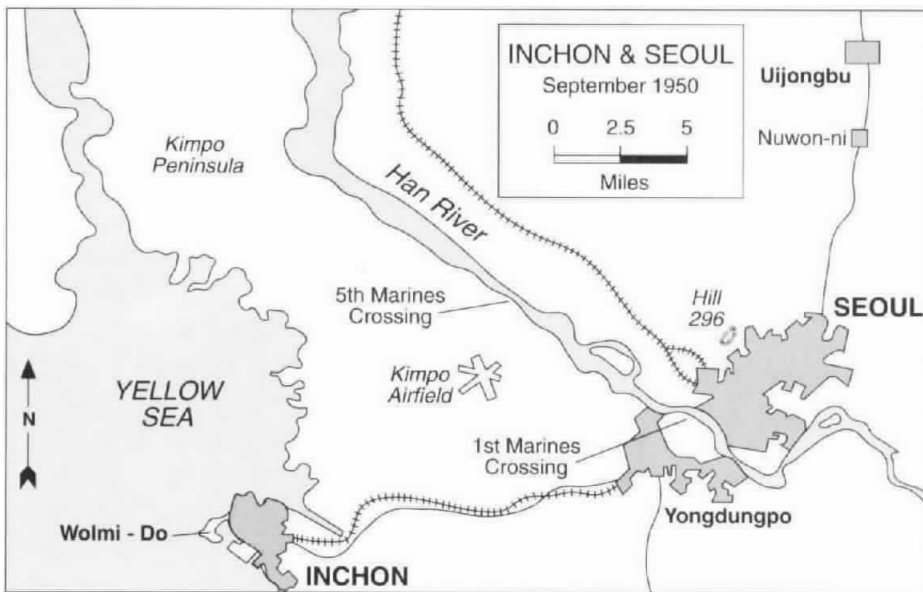 INCHON & SEOUL
September 1950
0 2.5 5
Miles
Uijongbu
Nuwon-ni
Kimpo
Peninsula
Han River
5th Marines
Crossing
Hill
296
SEOUL
YELLOW
SEA
N
Kimpo
Airfield
1st Marines
Crossing
Wolmi - Do
Yongdungpo
INCHON